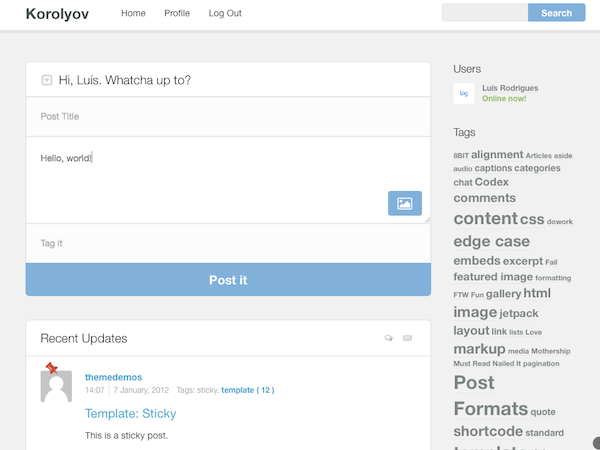 Korolyov
Home Profile Log Out
Search
Hi, Luís. Whatcha up to?
Post Title
Hello, world!
Tag it
Post it
Recent Updates
themedemos
14:07 7 January, 2012 Tags: sticky, template ( 12 )
Template: Sticky
This is a sticky post.
Users
log
Luís Rodrigues
Online now!
Tags
8BIT alignment Articles aside
audio captions categories
chat Codex
comments
content css dowork
edge case
embeds excerpt Fail
featured image formatting
FTW Fun gallery html
image jetpack
layout link lists Love
markup media Mothership
Must Read Nailed It pagination
Post
Formats quote
shortcode standard